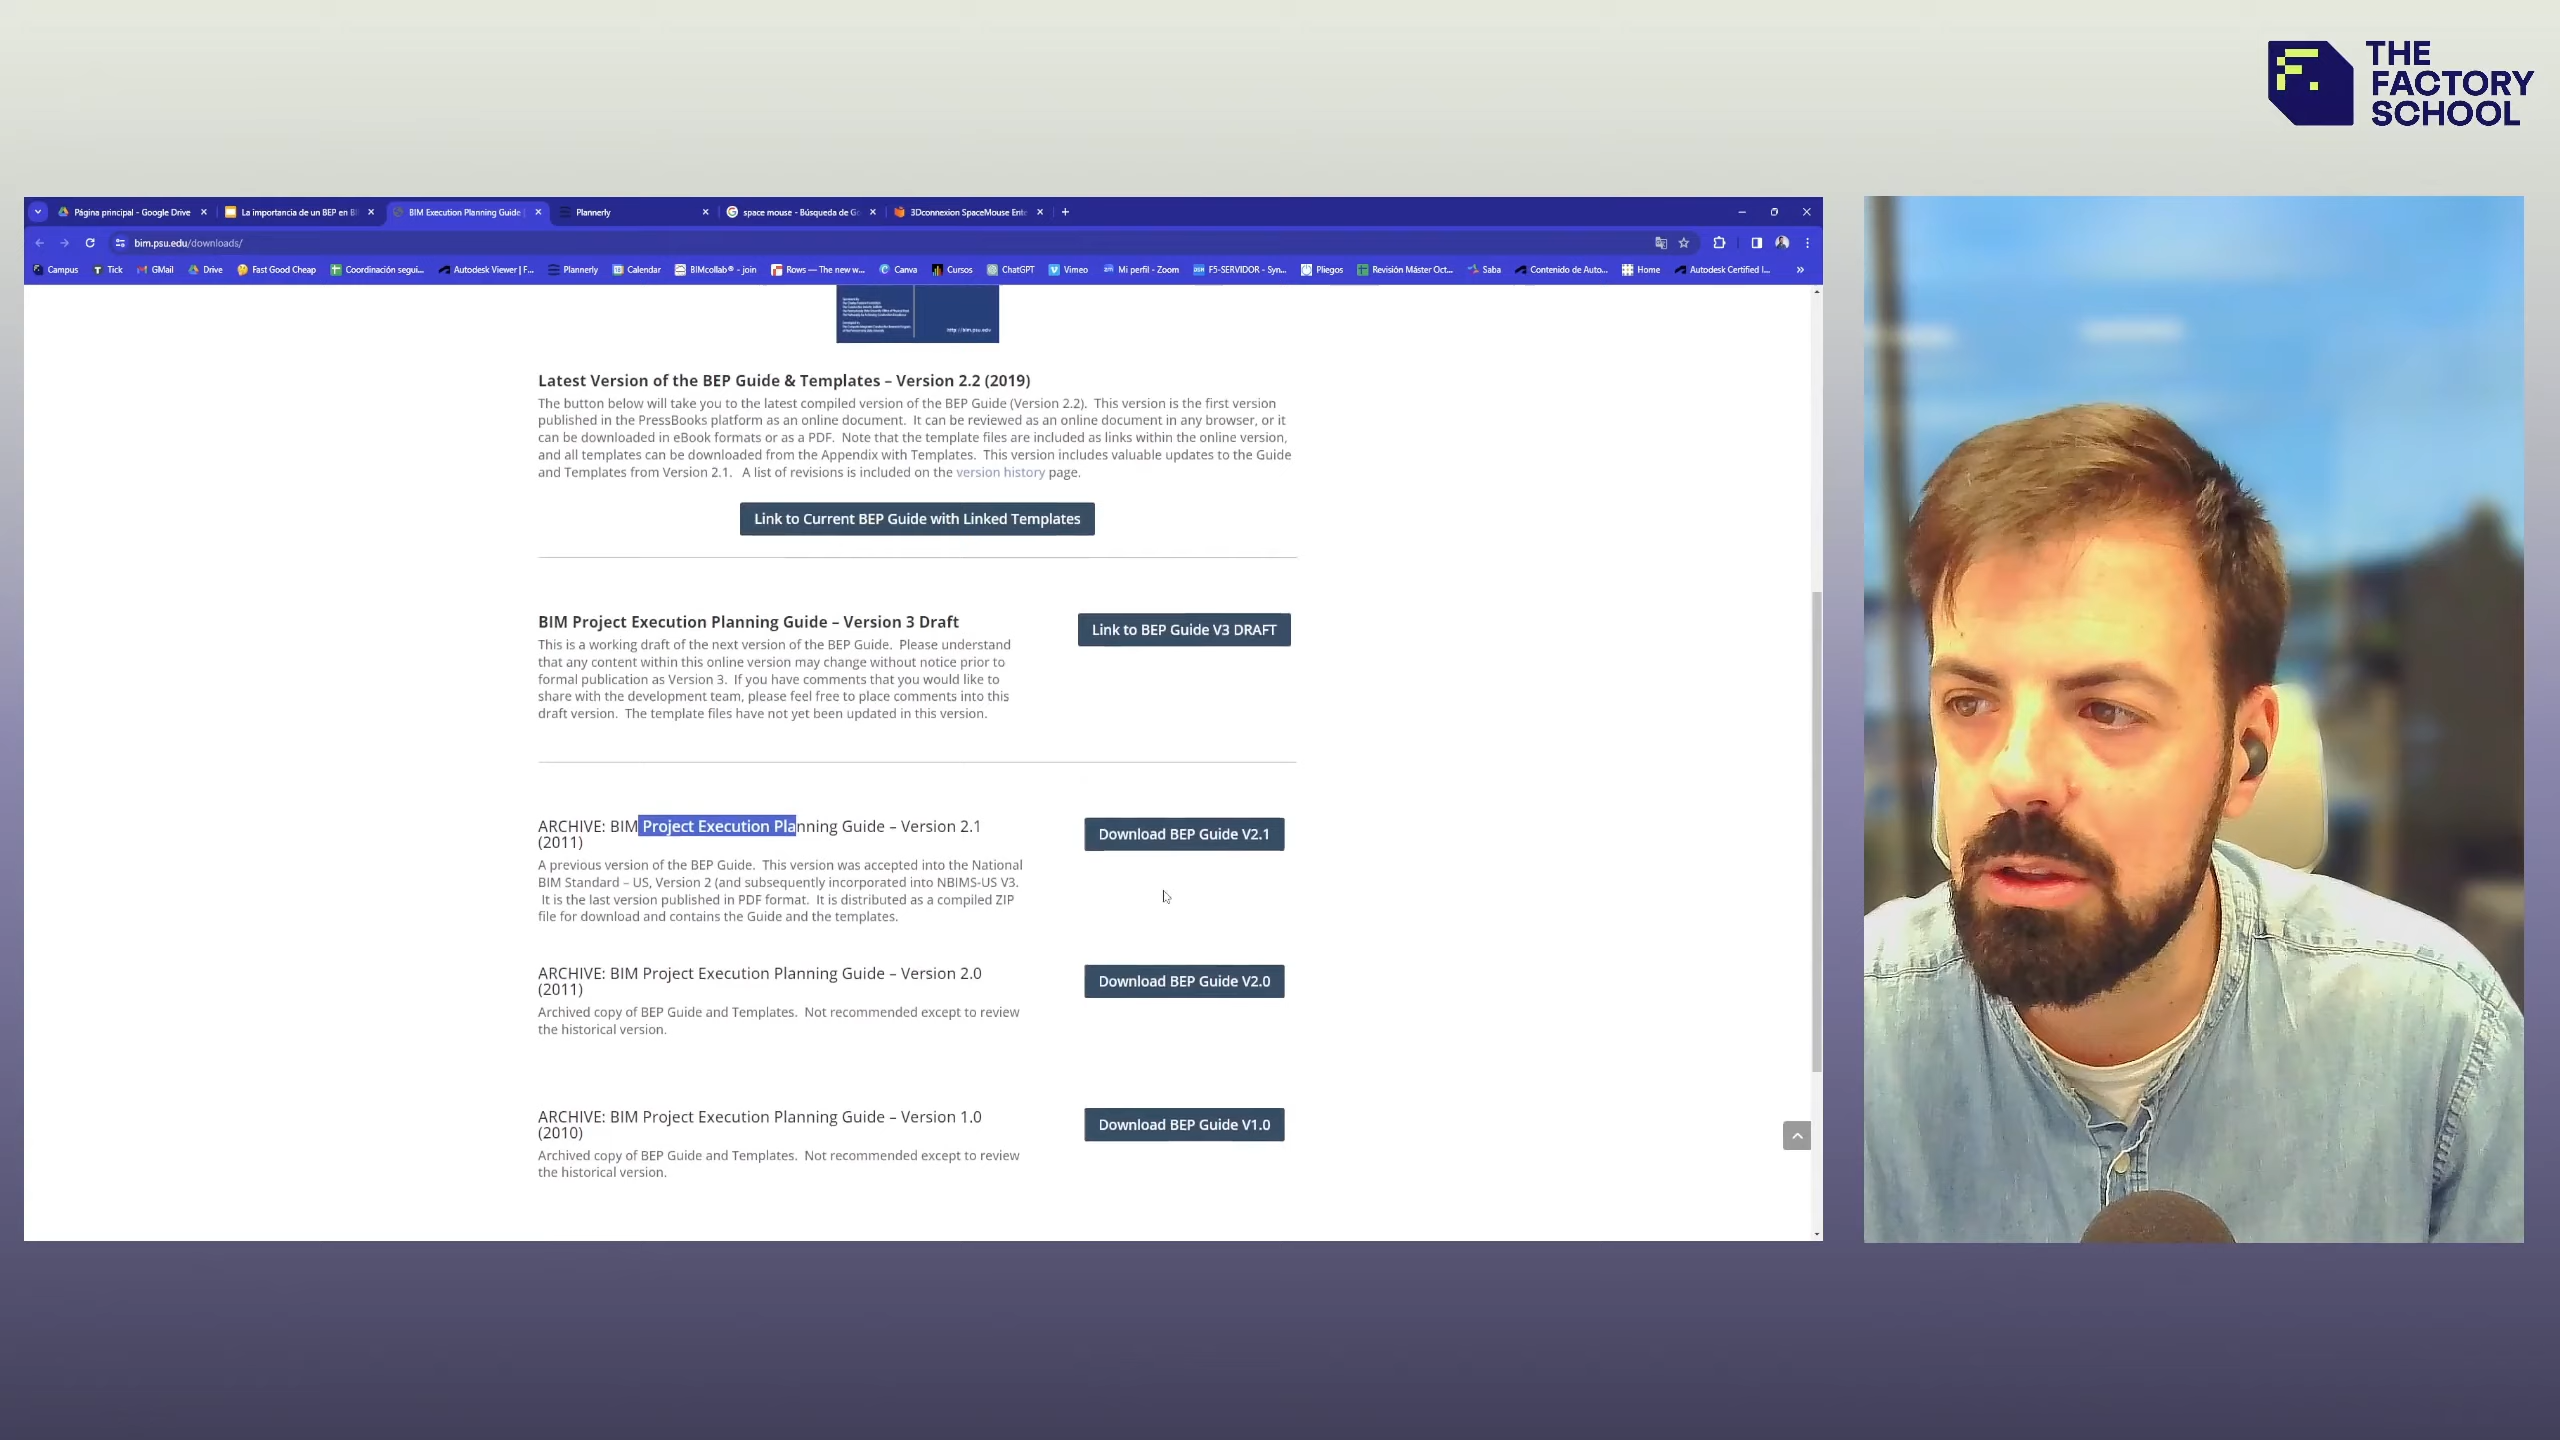 THE
FACTORY
SCHOOL
Página principal - Google Drive
La importancia de un BEP en BI
BIM Execution Planning Guide
Plannerly
space mouse - Búsqueda de G
3Dconnexion SpaceMouse Ente
bim.psu.edu/downloads/
Campus
Tick
GMail
Drive
Fast Good Cheap
Coordinación segui...
Autodesk Viewer | F...
Plannerly
Calendar
BIMcollab® - join
Rows — The new w...
Canva
Cursos
ChatGPT
Vimeo
Mi perfil - Zoom
F5-SERVIDOR - Syn...
Pliegos
Revisión Máster Oct...
Saba
Contenido de Auto...
Home
Autodesk Certified I...
http://bim.psu.edu
Latest Version of the BEP Guide & Templates – Version 2.2 (2019)
The button below will take you to the latest compiled version of the BEP Guide (Version 2.2). This version is the first version
published in the PressBooks platform as an online document. It can be reviewed as an online document in any browser, or it
can be downloaded in eBook formats or as a PDF. Note that the template files are included as links within the online version,
and all templates can be downloaded from the Appendix with Templates. This version includes valuable updates to the Guide
and Templates from Version 2.1. A list of revisions is included on the version history page.
Link to Current BEP Guide with Linked Templates
BIM Project Execution Planning Guide – Version 3 Draft
This is a working draft of the next version of the BEP Guide. Please understand
that any content within this online version may change without notice prior to
formal publication as Version 3. If you have comments that you would like to
share with the development team, please feel free to place comments into this
draft version. The template files have not yet been updated in this version.
Link to BEP Guide V3 DRAFT
ARCHIVE: BIM Project Execution Planning Guide – Version 2.1
(2011)
A previous version of the BEP Guide. This version was accepted into the National
BIM Standard – US, Version 2 (and subsequently incorporated into NBIMS-US V3.
It is the last version published in PDF format. It is distributed as a compiled ZIP
file for download and contains the Guide and the templates.
Download BEP Guide V2.1
ARCHIVE: BIM Project Execution Planning Guide – Version 2.0
(2011)
Archived copy of BEP Guide and Templates. Not recommended except to review
the historical version.
Download BEP Guide V2.0
ARCHIVE: BIM Project Execution Planning Guide – Version 1.0
(2010)
Archived copy of BEP Guide and Templates. Not recommended except to review
the historical version.
Download BEP Guide V1.0